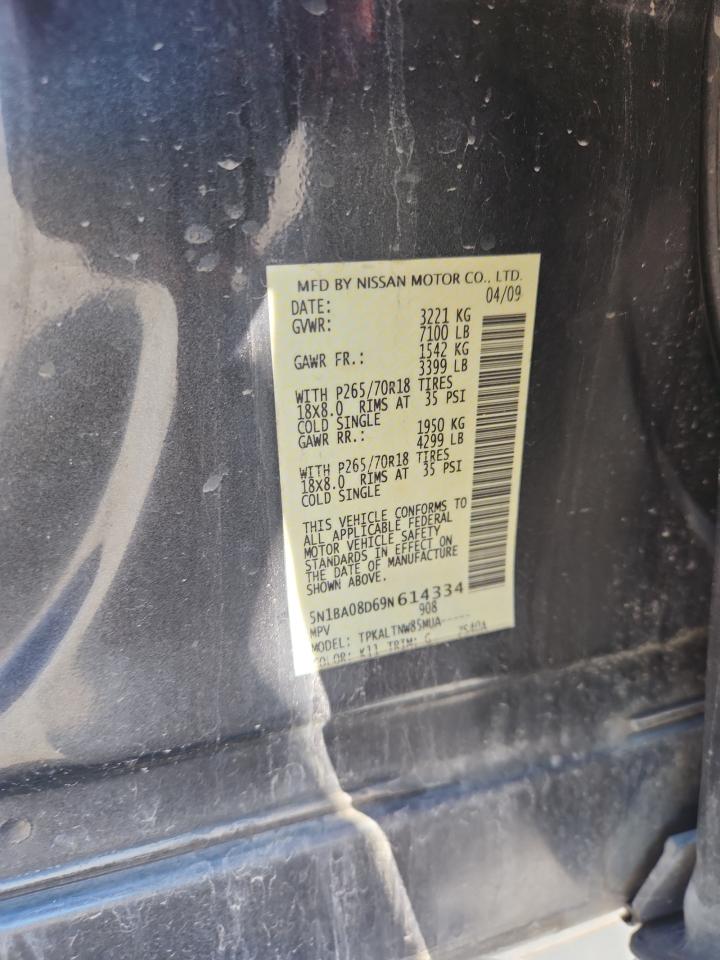 MFD BY NISSAN MOTOR CO., LTD.
DATE: 04/09
GVWR: 3221 KG
7100 LB
GAWR FR.: 1542 KG
3399 LB
WITH P265/70R18 TIRES
18X8.0 RIMS AT 35 PSI
COLD SINGLE
GAWR RR.: 1950 KG
4299 LB
WITH P265/70R18 TIRES
18X8.0 RIMS AT 35 PSI
COLD SINGLE
THIS VEHICLE CONFORMS TO
ALL APPLICABLE FEDERAL
MOTOR VEHICLE SAFETY
STANDARDS IN EFFECT ON
THE DATE OF MANUFACTURE
SHOWN ABOVE.
5N1BA08D69N614334
MPV 908
MODEL: TPKALTNW85MUA-----
COLOR: K11 TRIM: G